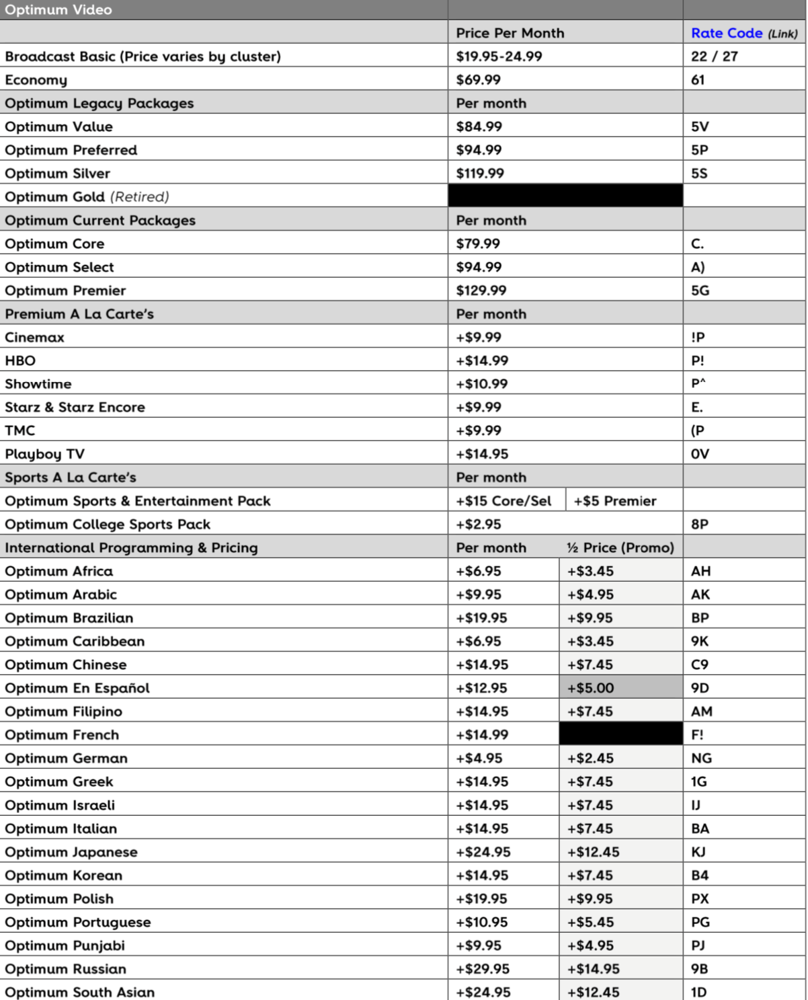 Optimum Video
Price Per Month Rate Code (Link)
Broadcast Basic (Price varies by cluster) $19.95-24.99 22 / 27
Economy $69.99 61
Optimum Legacy Packages Per month
Optimum Value $84.99 5V
Optimum Preferred $94.99 5P
Optimum Silver $119.99 5S
Optimum Gold (Retired)
Optimum Current Packages Per month
Optimum Core $79.99 C.
Optimum Select $94.99 A)
Optimum Premier $129.99 5G
Premium A La Carte's Per month
Cinemax +$9.99 !P
HBO +$14.99 P!
Showtime +$10.99 P^
Starz & Starz Encore +$9.99 E.
TMC +$9.99 (P
Playboy TV +$14.95 0V
Sports A La Carte's Per month
Optimum Sports & Entertainment Pack +$15 Core/Sel +$5 Premier
Optimum College Sports Pack +$2.95 8P
International Programming & Pricing Per month ½ Price (Promo)
Optimum Africa +$6.95 +$3.45 AH
Optimum Arabic +$9.95 +$4.95 AK
Optimum Brazilian +$19.95 +$9.95 BP
Optimum Caribbean +$6.95 +$3.45 9K
Optimum Chinese +$14.95 +$7.45 C9
Optimum En Español +$12.95 +$5.00 9D
Optimum Filipino +$14.95 +$7.45 AM
Optimum French +$14.99 F!
Optimum German +$4.95 +$2.45 NG
Optimum Greek +$14.95 +$7.45 1G
Optimum Israeli +$14.95 +$7.45 IJ
Optimum Italian +$14.95 +$7.45 BA
Optimum Japanese +$24.95 +$12.45 KJ
Optimum Korean +$14.95 +$7.45 B4
Optimum Polish +$19.95 +$9.95 PX
Optimum Portuguese +$10.95 +$5.45 PG
Optimum Punjabi +$9.95 +$4.95 PJ
Optimum Russian +$29.95 +$14.95 9B
Optimum South Asian +$24.95 +$12.45 1D